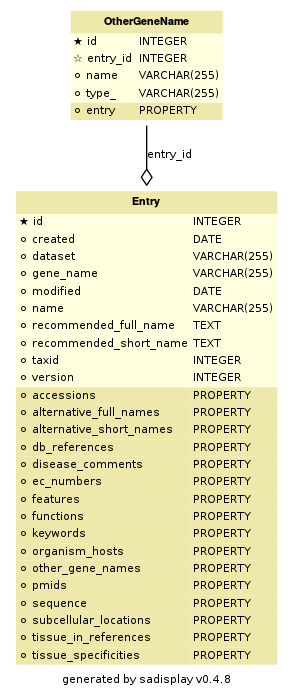 OtherGeneName
★ id INTEGER
☆ entry_id INTEGER
name VARCHAR(255)
type_ VARCHAR(255)
entry PROPERTY
entry_id
Entry
★ id INTEGER
created DATE
dataset VARCHAR(255)
gene_name VARCHAR(255)
modified DATE
name VARCHAR(255)
recommended_full_name TEXT
recommended_short_name TEXT
taxid INTEGER
version INTEGER
accessions PROPERTY
alternative_full_names PROPERTY
alternative_short_names PROPERTY
db_references PROPERTY
disease_comments PROPERTY
ec_numbers PROPERTY
features PROPERTY
functions PROPERTY
keywords PROPERTY
organism_hosts PROPERTY
other_gene_names PROPERTY
pmids PROPERTY
sequence PROPERTY
subcellular_locations PROPERTY
tissue_in_references PROPERTY
tissue_specificities PROPERTY
generated by sadisplay v0.4.8